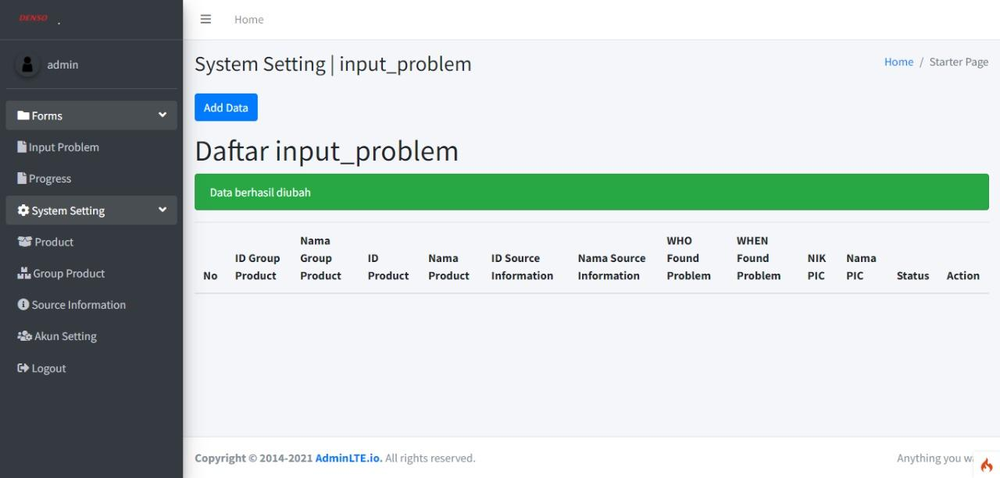 DENSO .
Home
admin
Forms
Input Problem
Progress
System Setting
Product
Group Product
Source Information
Akun Setting
Logout
System Setting | input_problem
Home / Starter Page
Add Data
Daftar input_problem
Data berhasil diubah
No
ID Group
Product
Nama
Group
Product
ID
Product
Nama
Product
ID Source
Information
Nama Source
Information
WHO
Found
Problem
WHEN
Found
Problem
NIK
PIC
Nama
PIC
Status
Action
Copyright © 2014-2021 AdminLTE.io. All rights reserved.
Anything you